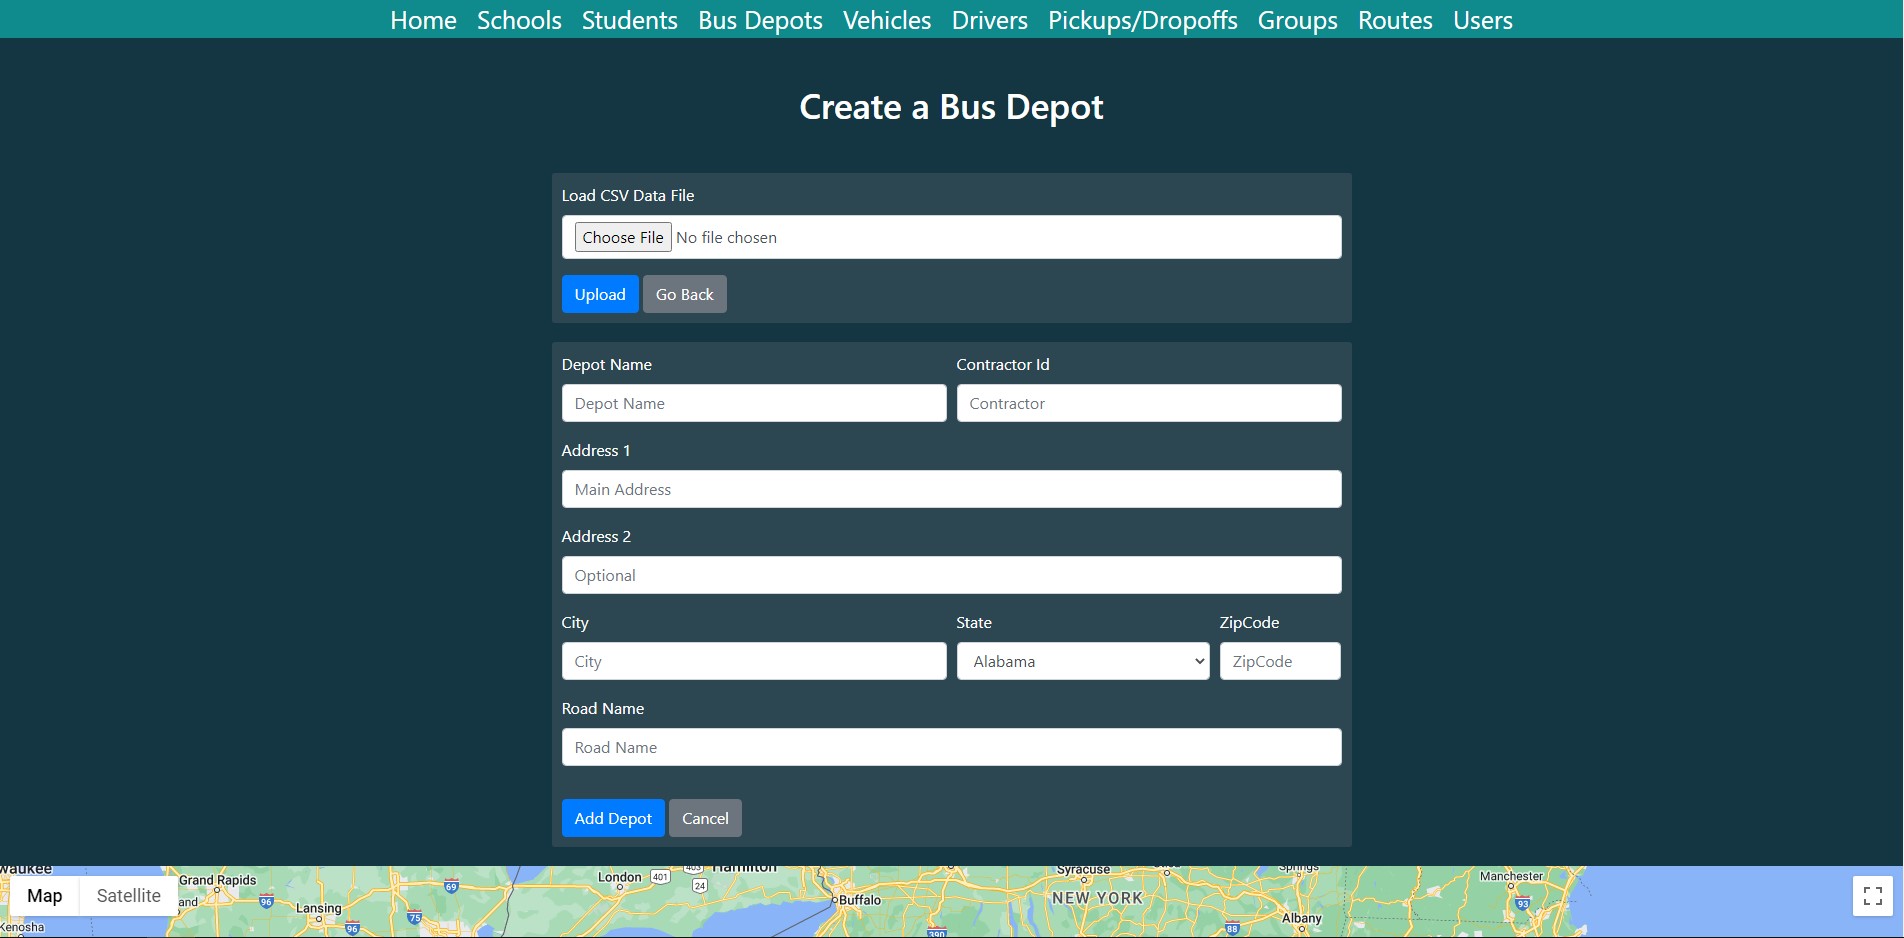 Home Schools Students Bus Depots Vehicles Drivers Pickups/Dropoffs Groups Routes Users
Create a Bus Depot
Load CSV Data File
Choose File No file chosen
Upload Go Back
Depot Name Contractor Id
Depot Name Contractor
Address 1
Main Address
Address 2
Optional
City State ZipCode
City Alabama ZipCode
Road Name
Road Name
Add Depot Cancel
waukee Hamilton Syracuse Springs
Grand Rapids London 401 403 Manchester
Map Satellite and 96 69 24 Buffalo NEW YORK
Lansing 75 93
Albany
Kenosha 96 390 88